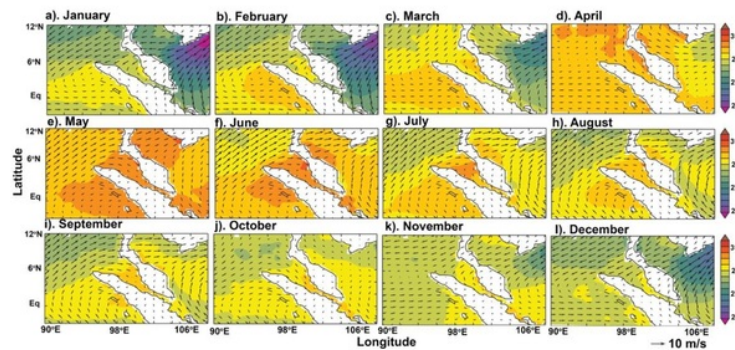 a). January
b). February
c). March
d). April
12°N
6°N
Eq
e). May
f). June
g). July
h). August
12°N
6°N
Eq
i). September
j). October
k). November
l). December
12°N
6°N
Eq
90°E 98°E 106°E
90°E 98°E 106°E
90°E 98°E 106°E
90°E 98°E 106°E
Latitude
Longitude
10 m/s